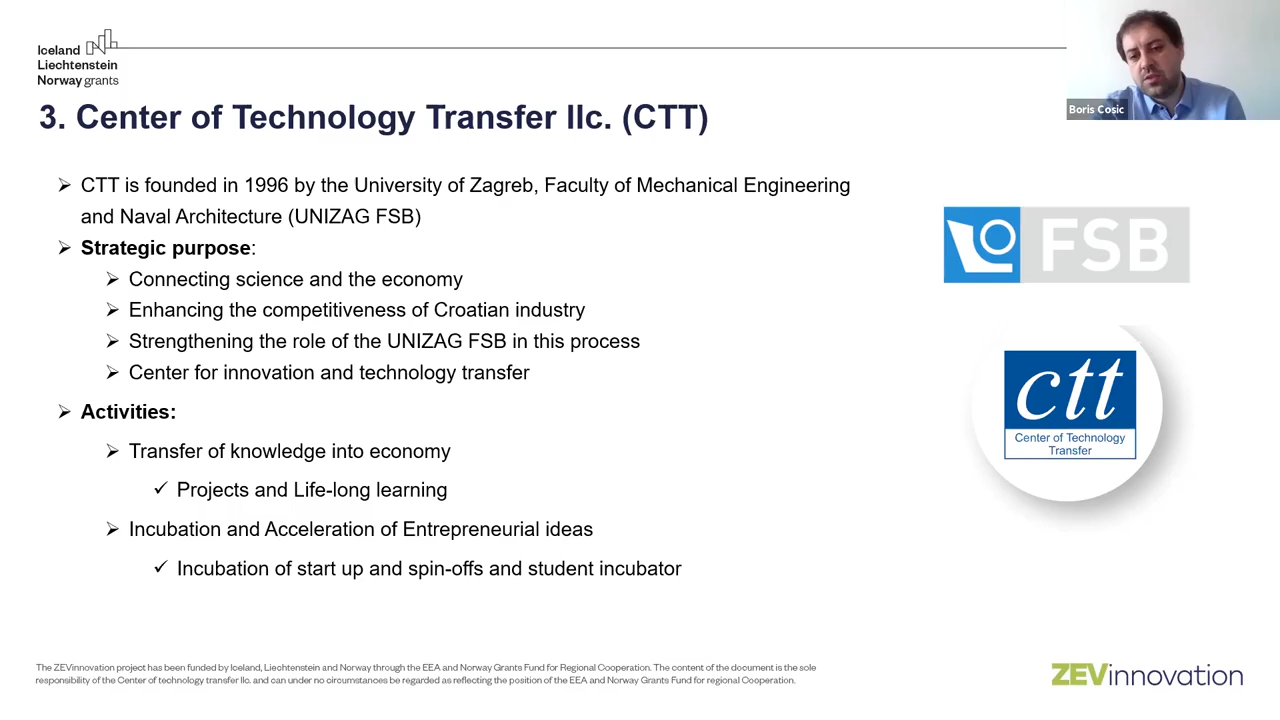 Iceland
Liechtenstein
Norway grants
Boris Cosic
3. Center of Technology Transfer llc. (CTT)
➢ CTT is founded in 1996 by the University of Zagreb, Faculty of Mechanical Engineering
and Naval Architecture (UNIZAG FSB)
➢ Strategic purpose:
➢ Connecting science and the economy
➢ Enhancing the competitiveness of Croatian industry
➢ Strengthening the role of the UNIZAG FSB in this process
➢ Center for innovation and technology transfer
➢ Activities:
➢ Transfer of knowledge into economy
✓ Projects and Life-long learning
➢ Incubation and Acceleration of Entrepreneurial ideas
✓ Incubation of start up and spin-offs and student incubator
FSB
ctt
Center of Technology
Transfer
The ZEVinnovation project has been funded by Iceland, Liechtenstein and Norway through the EEA and Norway Grants Fund for Regional Cooperation. The content of the document is the sole
responsibility of the Center of technology transfer llc. and can under no circumstances be regarded as reflecting the position of the EEA and Norway Grants Fund for regional Cooperation.
ZEVinnovation